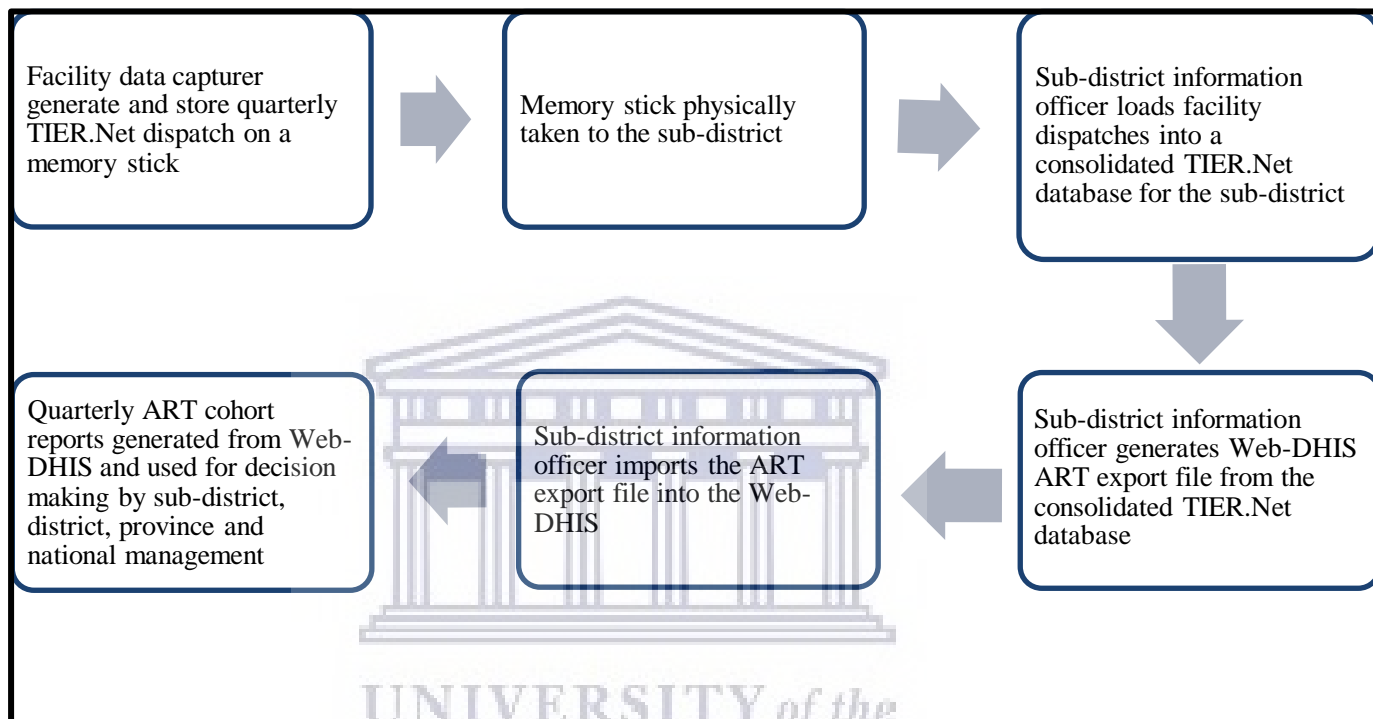 Facility data capturer
generate and store quarterly
TIER.Net dispatch on a
memory stick
Memory stick physically
taken to the sub-district
Sub-district information
officer loads facility
dispatches into a
consolidated TIER.Net
database for the sub-district
Sub-district information
officer generates Web-DHIS
ART export file from the
consolidated TIER.Net
database
Sub-district information
officer imports the ART
export file into the Web-
DHIS
Quarterly ART cohort
reports generated from Web-
DHIS and used for decision
making by sub-district,
district, province and
national management
UNIVERSITY of the